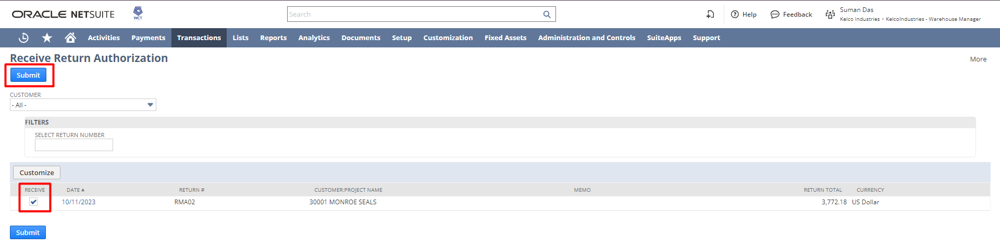 ORACLE NETSUITE
WCT
Search
Help
Feedback
Suman Das
Kelco Industries - KelcoIndustries - Warehouse Manager
Activities Payments Transactions Lists Reports Analytics Documents Setup Customization Fixed Assets Administration and Controls SuiteApps Support
Receive Return Authorization
More
Submit
CUSTOMER
- All -
FILTERS
SELECT RETURN NUMBER
Customize
RECEIVE DATE ▲ RETURN # CUSTOMER:PROJECT NAME MEMO RETURN TOTAL CURRENCY
10/11/2023 RMA02 30001 MONROE SEALS 3,772.18 US Dollar
Submit